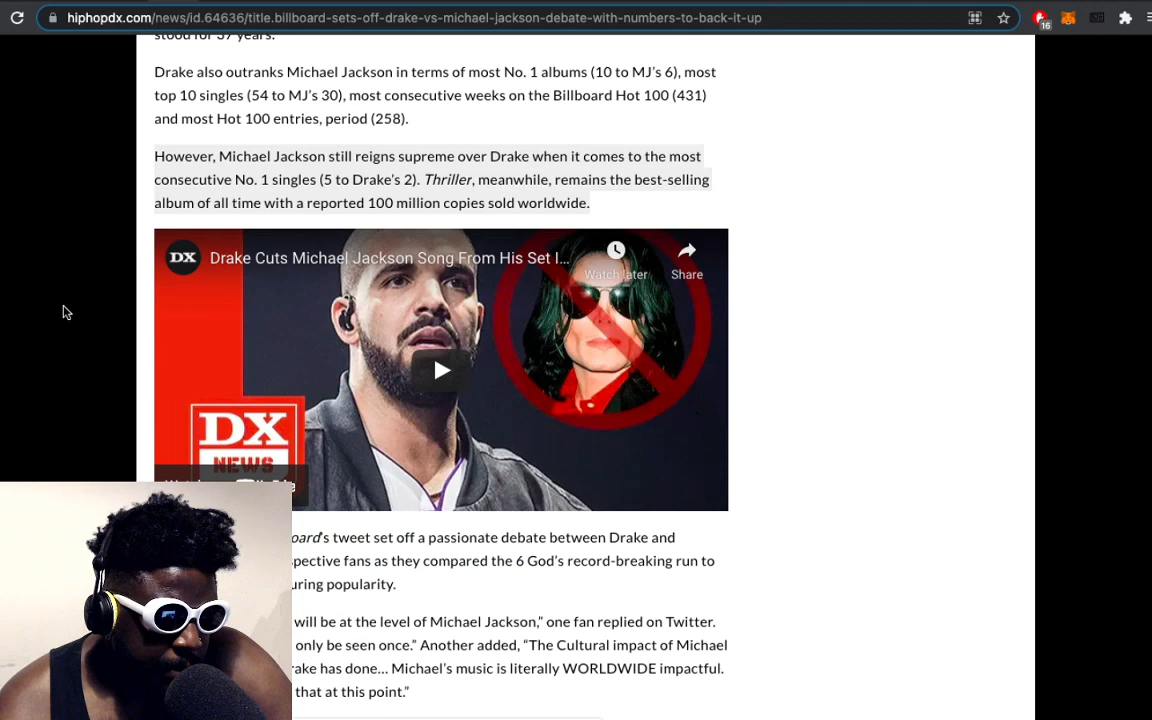 hiphopdx.com/news/id.64636/title.billboard-sets-off-drake-vs-michael-jackson-debate-with-numbers-to-back-it-up
16
stood for 37 years.
Drake also outranks Michael Jackson in terms of most No. 1 albums (10 to MJ’s 6), most
top 10 singles (54 to MJ’s 30), most consecutive weeks on the Billboard Hot 100 (431)
and most Hot 100 entries, period (258).
However, Michael Jackson still reigns supreme over Drake when it comes to the most
consecutive No. 1 singles (5 to Drake’s 2). Thriller, meanwhile, remains the best-selling
album of all time with a reported 100 million copies sold worldwide.
DX Drake Cuts Michael Jackson Song From His Set I...
Watch later Share
DX
NEWS
's tweet set off a passionate debate between Drake and
fans as they compared the 6 God’s record-breaking run to
popularity.
will be at the level of Michael Jackson,” one fan replied on Twitter.
only be seen once.” Another added, “The Cultural impact of Michael
has done… Michael’s music is literally WORLDWIDE impactful.
that at this point.”